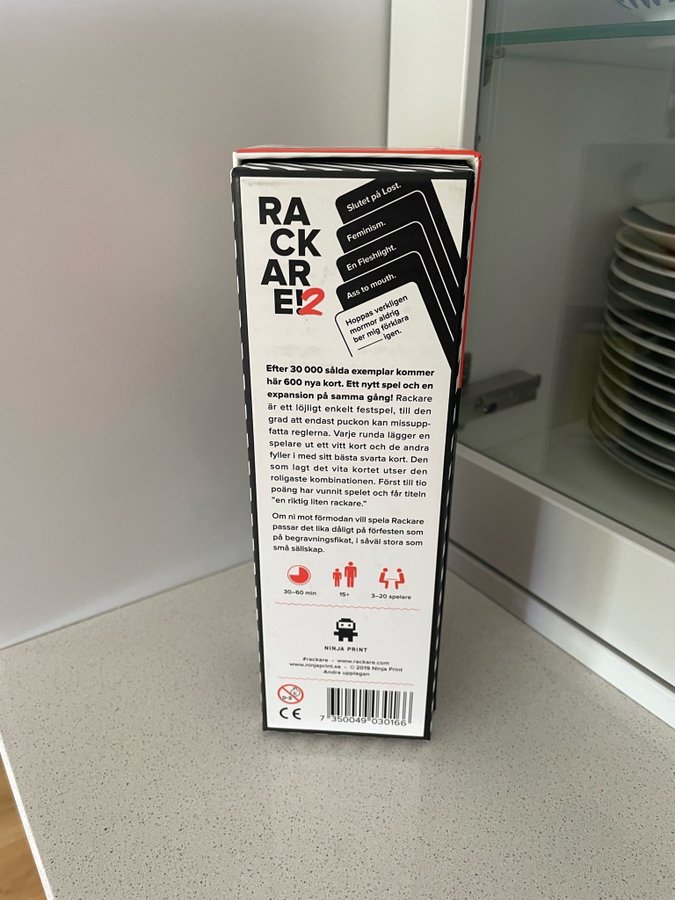 RA
CK
AR
E!2
Slutet på Lost.
Feminism.
En Fleshlight.
Ass to mouth.
Hoppas verkligen
mormor aldrig
ber mig förklara
______igen.
Efter 30 000 sålda exemplar kommer
här 600 nya kort. Ett nytt spel och en
expansion på samma gång! Rackare
är ett löjligt enkelt festspel, till den
grad att endast puckon kan missupp-
fatta reglerna. Varje runda lägger en
spelare ut ett vitt kort och de andra
fyller i med sitt bästa svarta kort. Den
som lagt det vita kortet utser den
roligaste kombinationen. Först till tio
poäng har vunnit spelet och får titeln
"en riktig liten rackare."
Om ni mot förmodan vill spela Rackare
passar det lika dåligt på förfesten som
på begravningsfikat, i såväl stora som
små sällskap.
30–60 min 15+ 3–20 spelare
NINJA PRINT
#rackare • www.rackare.com
www.ninjaprint.se • © 2019 Ninja Print
Andra upplagan
0-3
CE
7 350049 030166